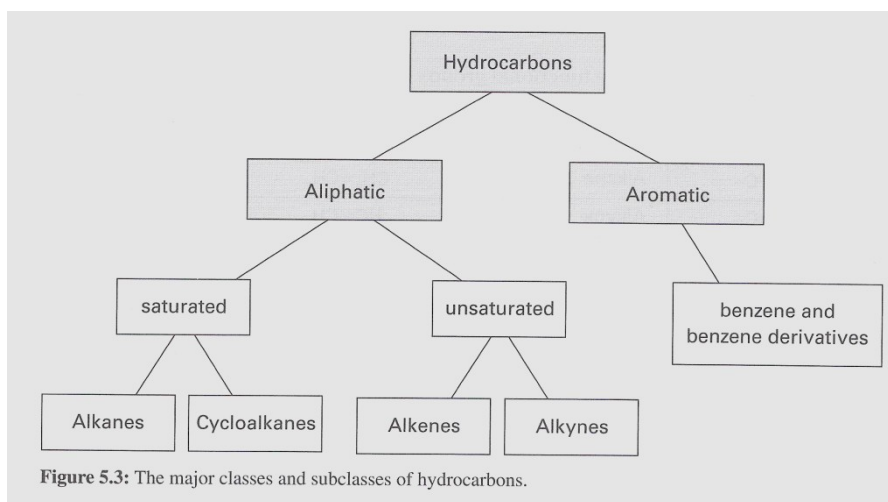 Hydrocarbons
Aliphatic
Aromatic
saturated
unsaturated
benzene and
benzene derivatives
Alkanes
Cycloalkanes
Alkenes
Alkynes
Figure 5.3: The major classes and subclasses of hydrocarbons.